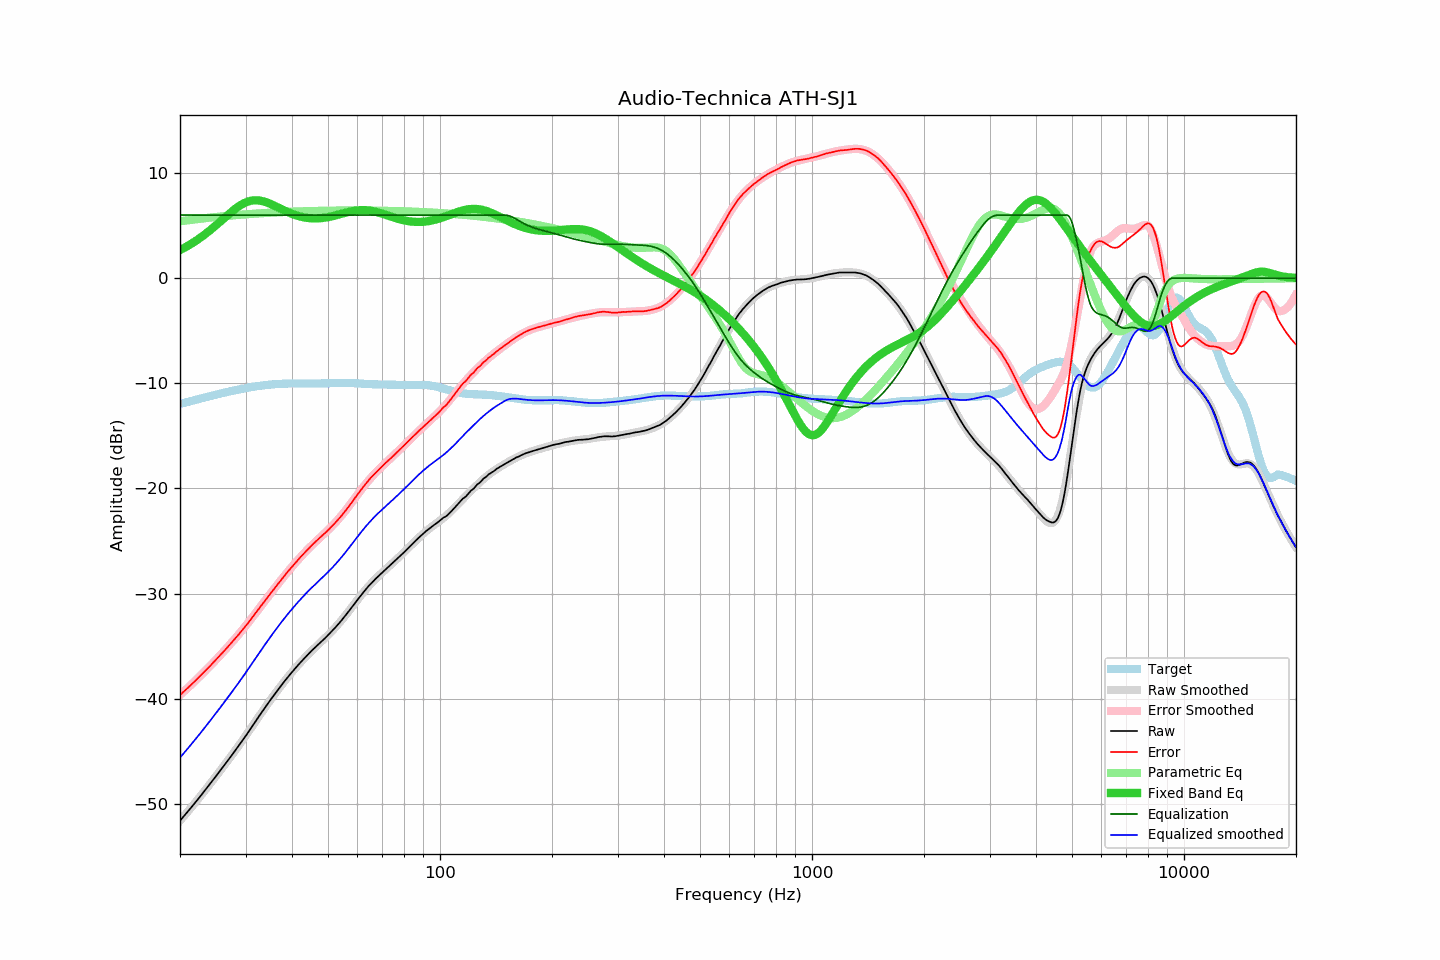 Audio-Technica ATH-SJ1
10
0
−10
−20
−30
−40
−50
Amplitude (dBr)
100
1000
10000
Frequency (Hz)
Target
Raw Smoothed
Error Smoothed
Raw
Error
Parametric Eq
Fixed Band Eq
Equalization
Equalized smoothed